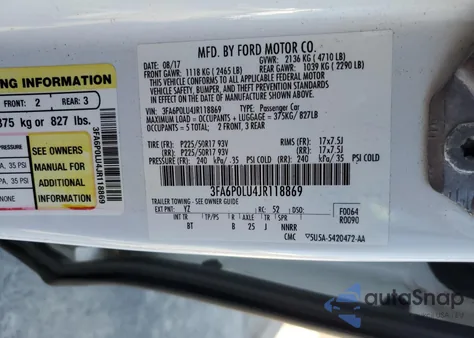 MFD. BY FORD MOTOR CO.
DATE: 08/17 GVWR: 2136 KG ( 4710 LB)
FRONT GAWR: 1118 KG ( 2465 LB) REAR GAWR: 1039 KG ( 2290 LB)
THIS VEHICLE CONFORMS TO ALL APPLICABLE FEDERAL MOTOR
VEHICLE SAFETY, BUMPER, AND THEFT PREVENTION STANDARDS IN
EFFECT ON THE DATE OF MANUFACTURE SHOWN ABOVE.
VIN: 3FA6P0LU4JR118869 TYPE: Passenger Car
MAXIMUM LOAD= OCCUPANTS + LUGGAGE = 375KG/ 827LB
OCCUPANTS = 5 TOTAL: 2 FRONT, 3 REAR
TIRE (FF) P225/50R17 93V RIMS (FF) 17x7.5J
(RR) P225/50R17 93V (RR) 17x7.5J
PRESSURE (FF) 240 kPa/ 35 PSI COLD (RR) 240 kPa/ 35 PSI COLD
3FA6P0LU4JR118869
TRAILER TOWING - SEE OWNER GUIDE
EXT PNT: YZ RC: 52 DSO: F0064
R0090
INT TR TP/PS R AXLE TR
BT B 25 J NNRR
CMC 5U5A-5420472-AA
ING INFORMATION
FRONT: 2 REAR: 3
375 kg or 827 lbs.
PA, 35 PSI
PA, 35 PSI
NONE
SEE OWNERS
MANUAL FOR
ADDITIONAL
INFORMATION
3FA6P0LU4JR118869
autoSnap